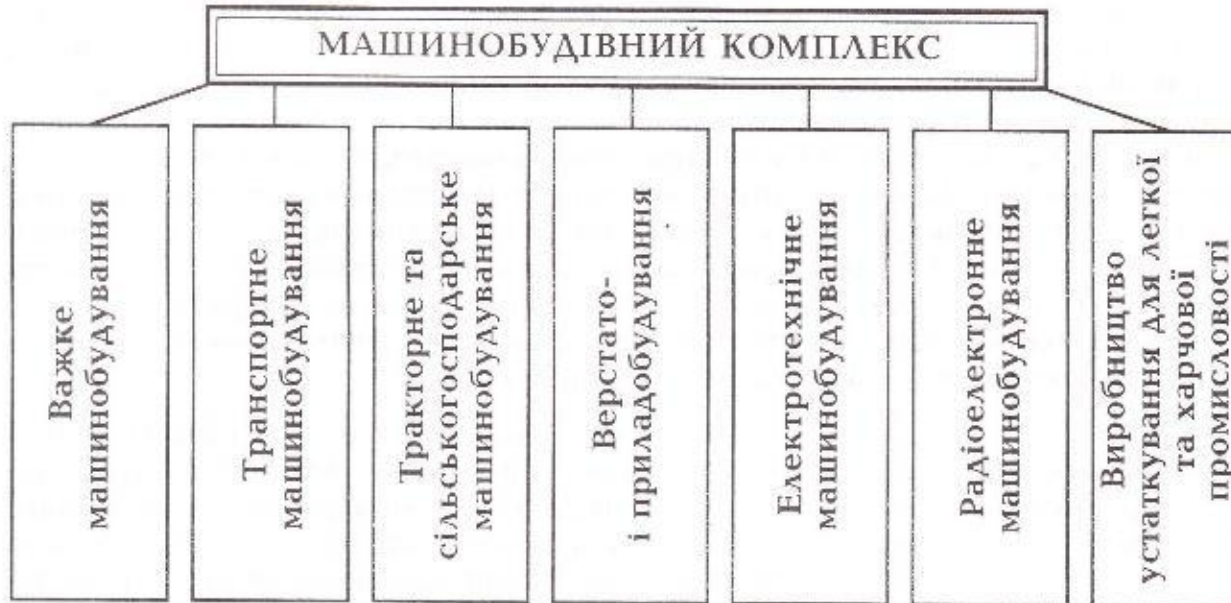 МАШИНОБУДІВНИЙ КОМПЛЕКС
Важке
машинобудування
Транспортне
машинобудування
Тракторне та
сільськогосподарське
машинобудування
Верстато-
і приладобудування
Електротехнічне
машинобудування
Радіоелектронне
машинобудування
Виробництво
устаткування для легкої
та харчової
промисловості